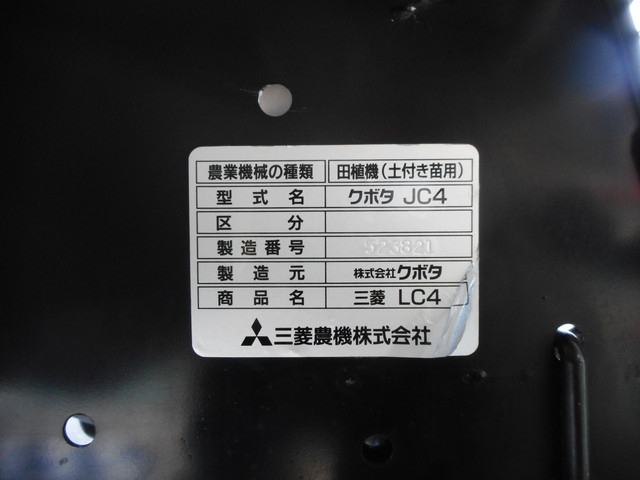 農業機械の種類 田植機（土付き苗用）
型式名 クボタ JC4
区分
製造番号 523821
製造元 株式会社クボタ
商品名 三菱 LC4
三菱農機株式会社